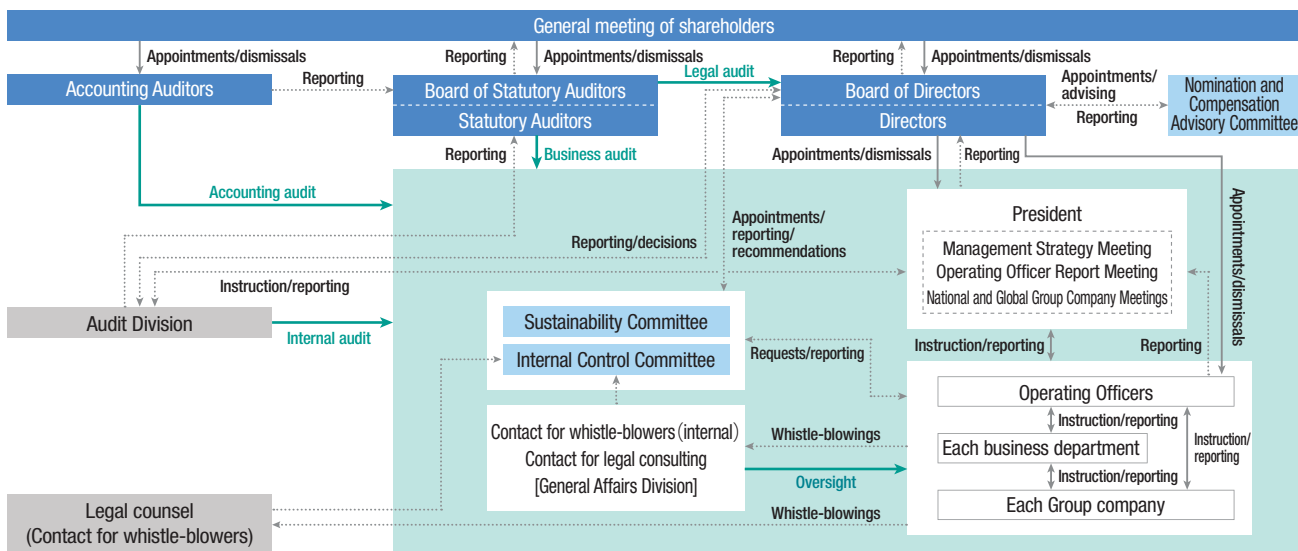 General meeting of shareholders
Appointments/dismissals
Reporting
Appointments/dismissals
Reporting
Appointments/dismissals
Accounting Auditors
Reporting
Board of Statutory Auditors
Statutory Auditors
Legal audit
Board of Directors
Directors
Appointments/
advising
Reporting
Nomination and
Compensation
Advisory Committee
Reporting
Business audit
Appointments/dismissals
Reporting
Accounting audit
Appointments/dismissals
President
Management Strategy Meeting
Operating Officer Report Meeting
National and Global Group Company Meetings
Reporting/decisions
Appointments/
reporting/
recommendations
Instruction/reporting
Audit Division
Internal audit
Sustainability Committee
Internal Control Committee
Requests/reporting
Instruction/reporting
Reporting
Operating Officers
Instruction/reporting
Each business department
Instruction/reporting
Instruction/
reporting
Each Group company
Contact for whistle-blowers(internal)
Contact for legal consulting
[General Affairs Division]
Whistle-blowings
Oversight
Whistle-blowings
Legal counsel
(Contact for whistle-blowers)